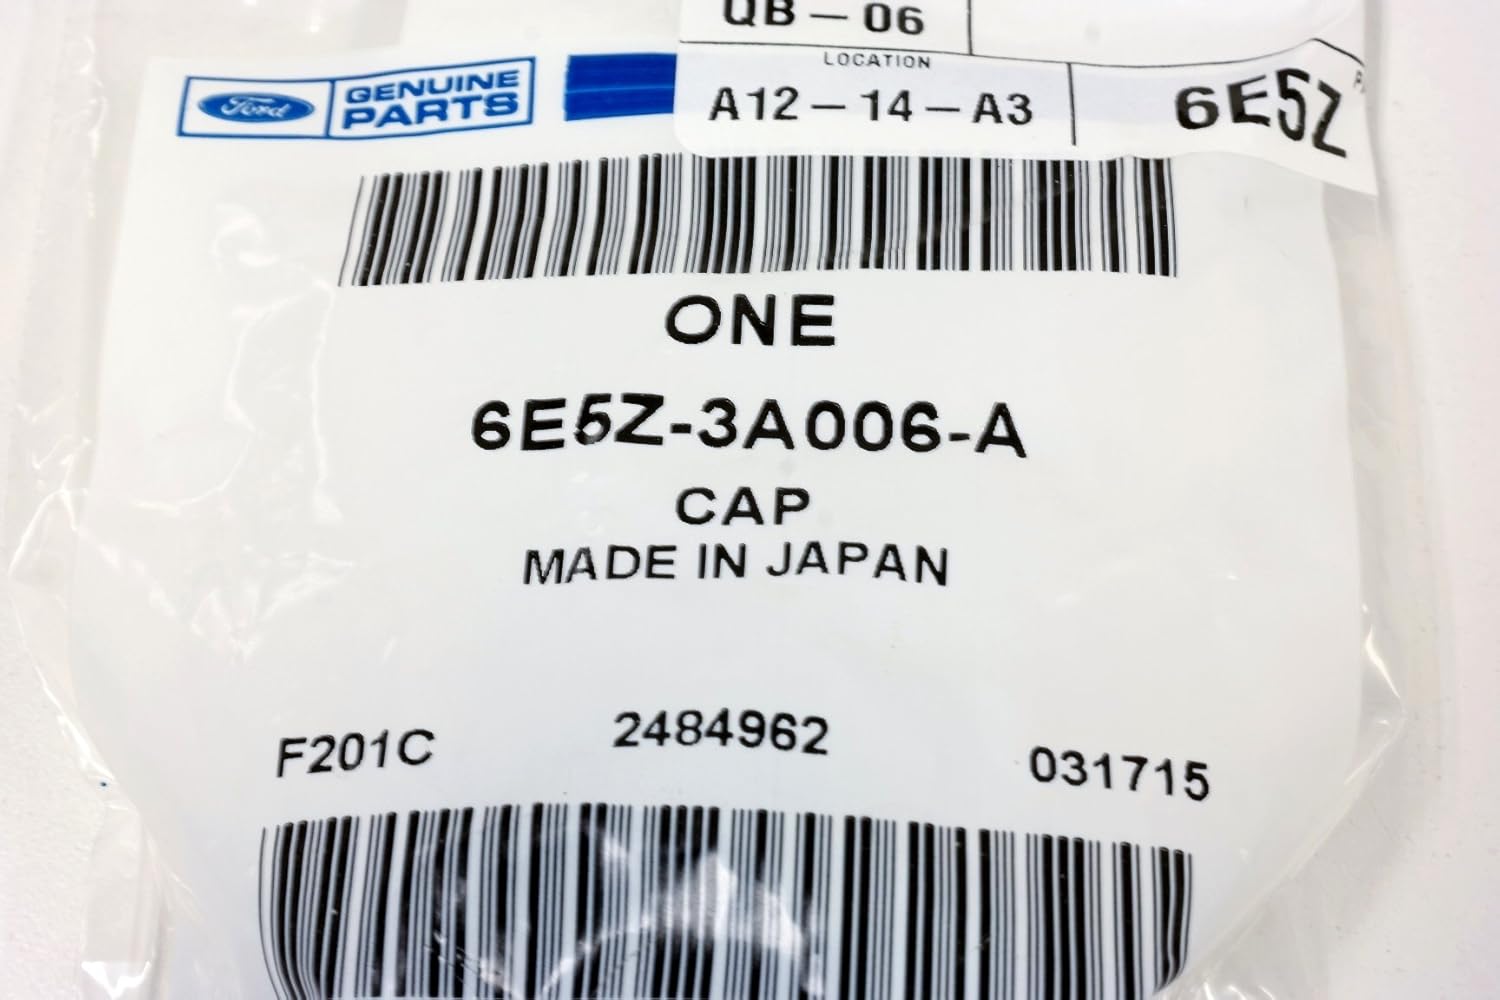 QB – 06
LOCATION
A12 – 14 – A3
6E5Z
Ford
GENUINE
PARTS
ONE
6E5Z-3A006-A
CAP
MADE IN JAPAN
F201C 2484962 031715